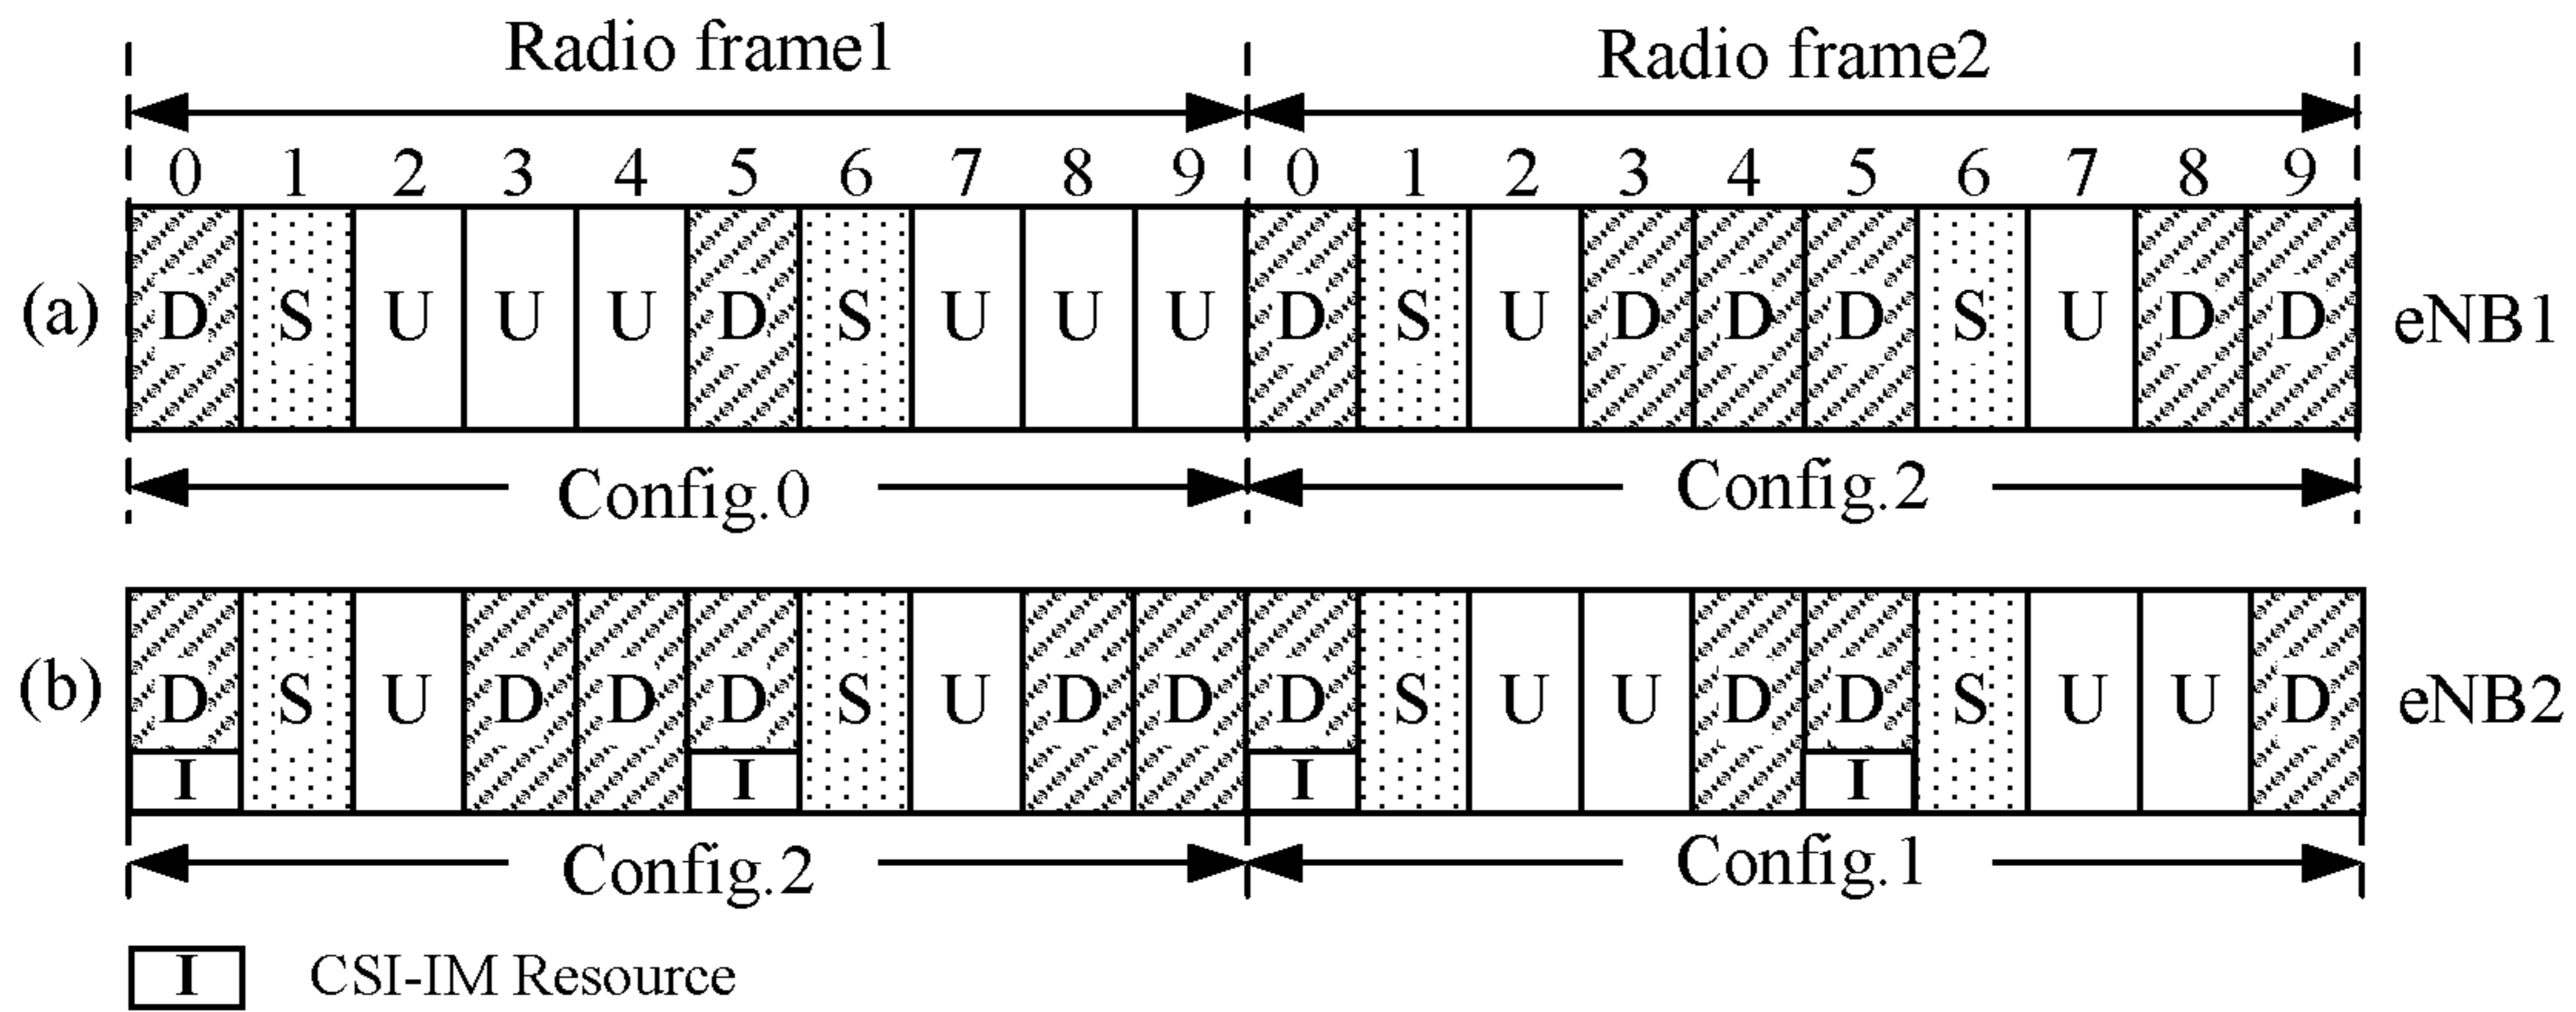 Radio frame1 Radio frame2
0 1 2 3 4 5 6 7 8 9 0 1 2 3 4 5 6 7 8 9
(a) D S U U U D S U U U D S U D D D S U D D eNB1
Config.0 Config.2
(b) D S U D D D S U D D D S U U D D S U U D eNB2
I I I I
Config.2 Config.1
I CSI-IM Resource